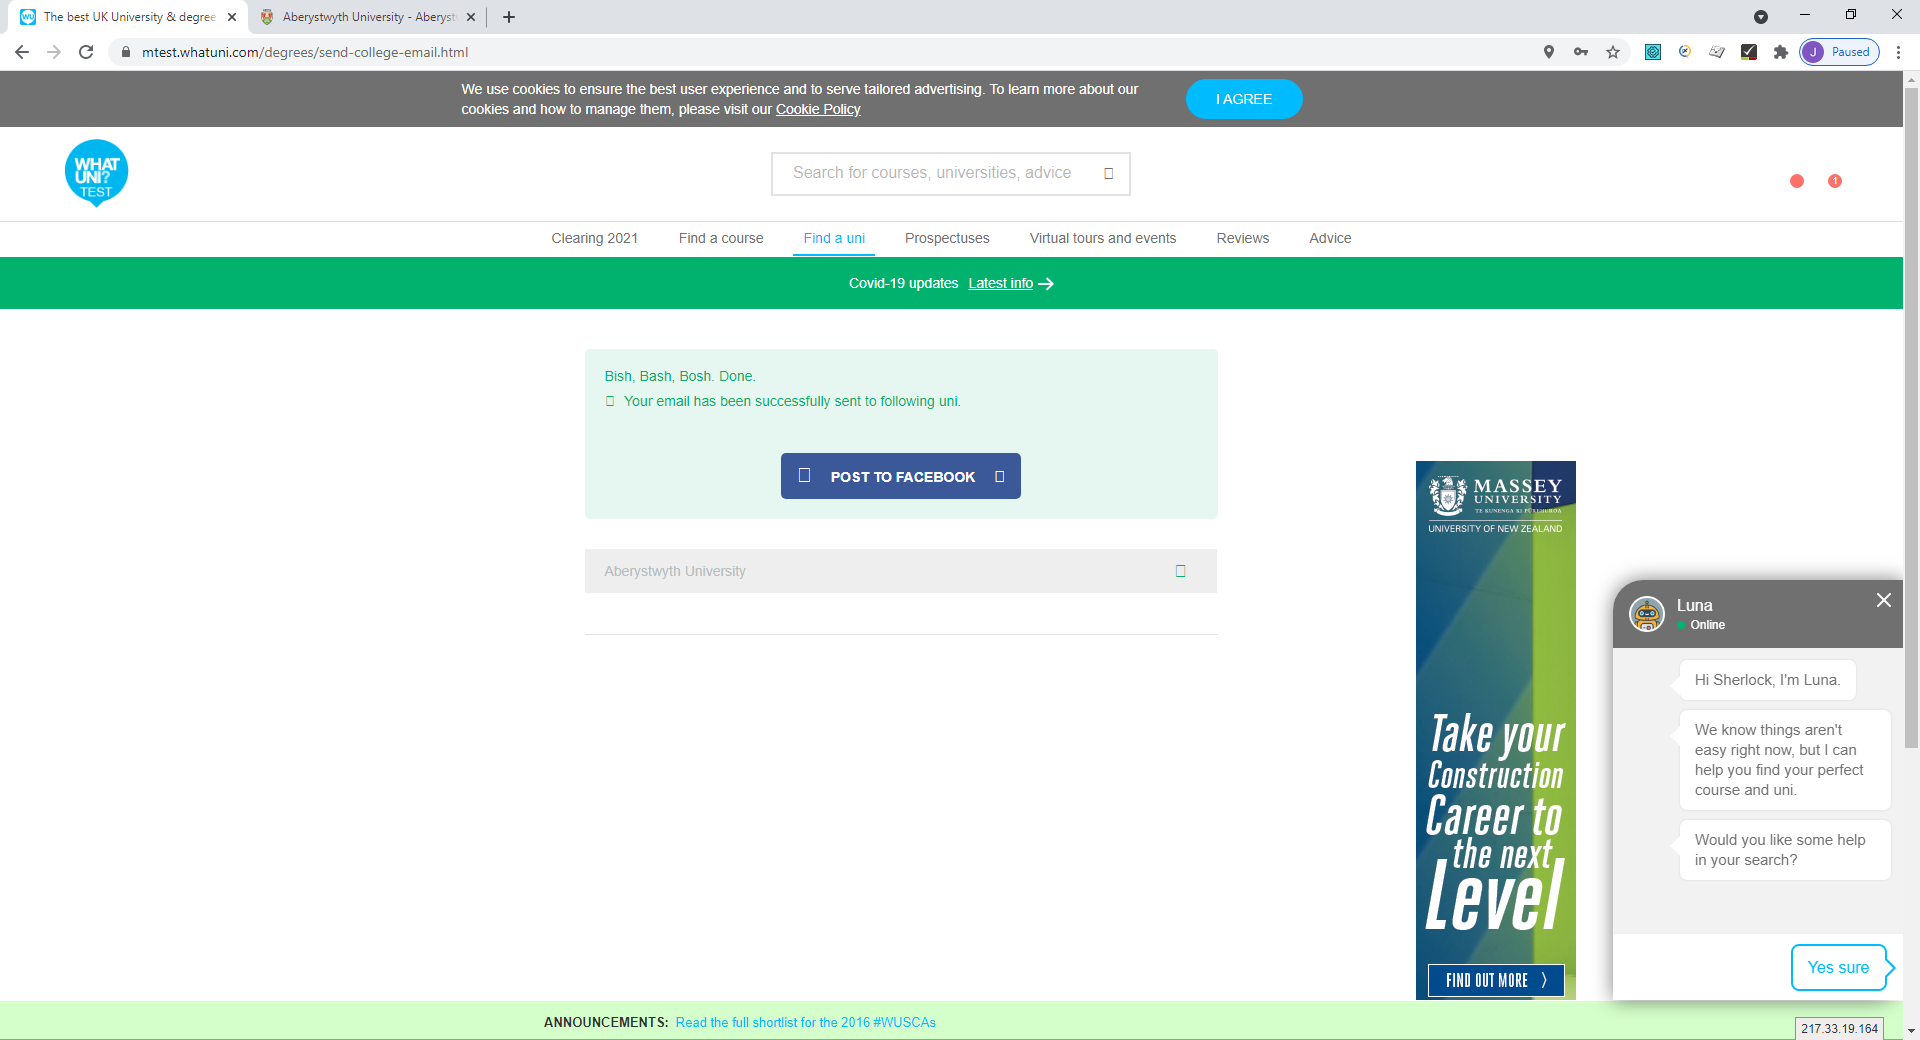 The best UK University & degree
Aberystwyth University - Aberyst
mtest.whatuni.com/degrees/send-college-email.html
J Paused
We use cookies to ensure the best user experience and to serve tailored advertising. To learn more about our
cookies and how to manage them, please visit our Cookie Policy
I AGREE
WHAT
UNI?
TEST
Search for courses, universities, advice
1
Clearing 2021
Find a course
Find a uni
Prospectuses
Virtual tours and events
Reviews
Advice
Covid-19 updates Latest info
Bish, Bash, Bosh. Done.
Your email has been successfully sent to following uni.
POST TO FACEBOOK
Aberystwyth University
MASSEY
UNIVERSITY
TE KUNENGA KI PŪREHUROA
UNIVERSITY OF NEW ZEALAND
Take your
Construction
Career to
the next
Level
FIND OUT MORE
Luna
Online
Hi Sherlock, I'm Luna.
We know things aren't
easy right now, but I can
help you find your perfect
course and uni.
Would you like some help
in your search?
Yes sure
ANNOUNCEMENTS: Read the full shortlist for the 2016 #WUSCAs
217.33.19.164